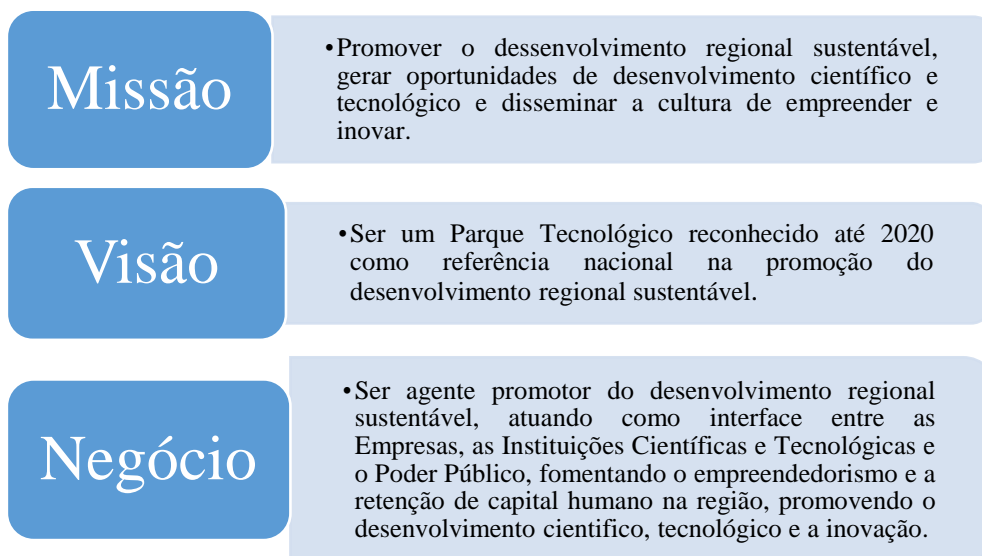 Missão
•Promover o dessenvolvimento regional sustentável,
gerar oportunidades de desenvolvimento científico e
tecnológico e disseminar a cultura de empreender e
inovar.
Visão
•Ser um Parque Tecnológico reconhecido até 2020
como referência nacional na promoção do
desenvolvimento regional sustentável.
Negócio
•Ser agente promotor do desenvolvimento regional
sustentável, atuando como interface entre as
Empresas, as Instituições Científicas e Tecnológicas e
o Poder Público, fomentando o empreendedorismo e a
retenção de capital humano na região, promovendo o
desenvolvimento cientifico, tecnológico e a inovação.